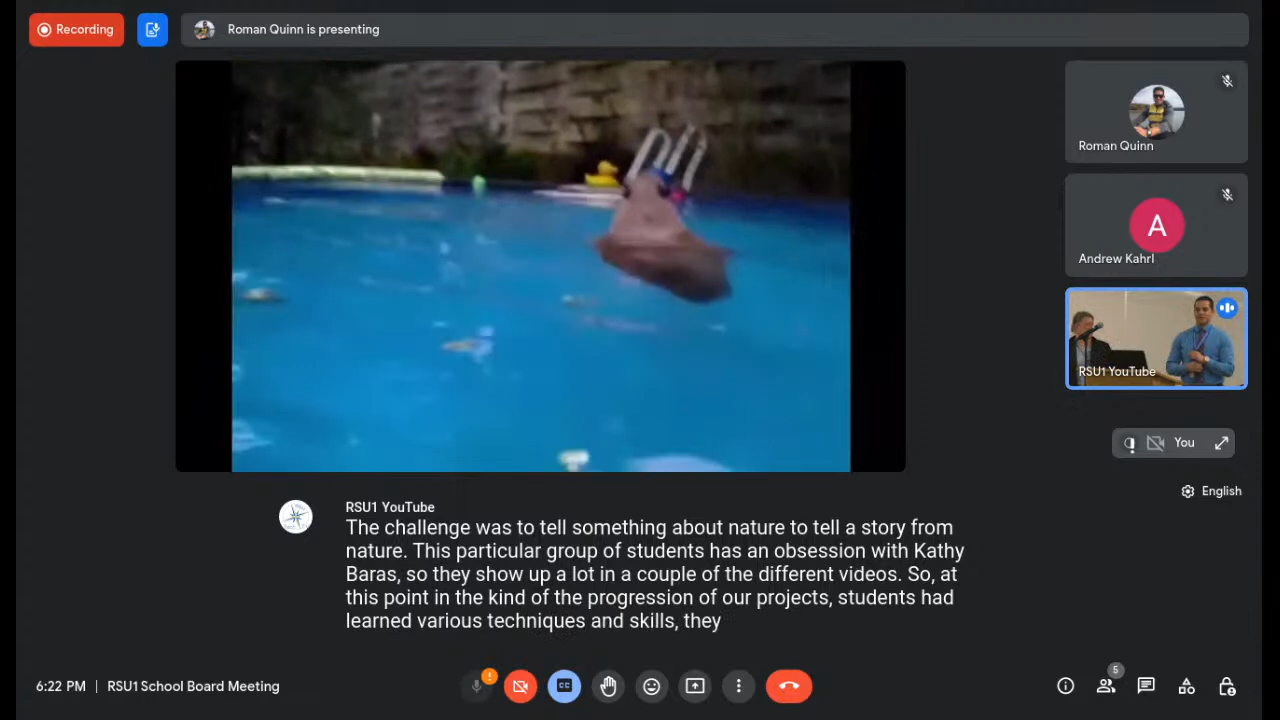 Recording
Roman Quinn is presenting
Roman Quinn
A
Andrew Kahrl
RSU1 YouTube
You
English
RSU1 YouTube
The challenge was to tell something about nature to tell a story from
nature. This particular group of students has an obsession with Kathy
Baras, so they show up a lot in a couple of the different videos. So, at
this point in the kind of the progression of our projects, students had
learned various techniques and skills, they
6:22 PM | RSU1 School Board Meeting
CC
5